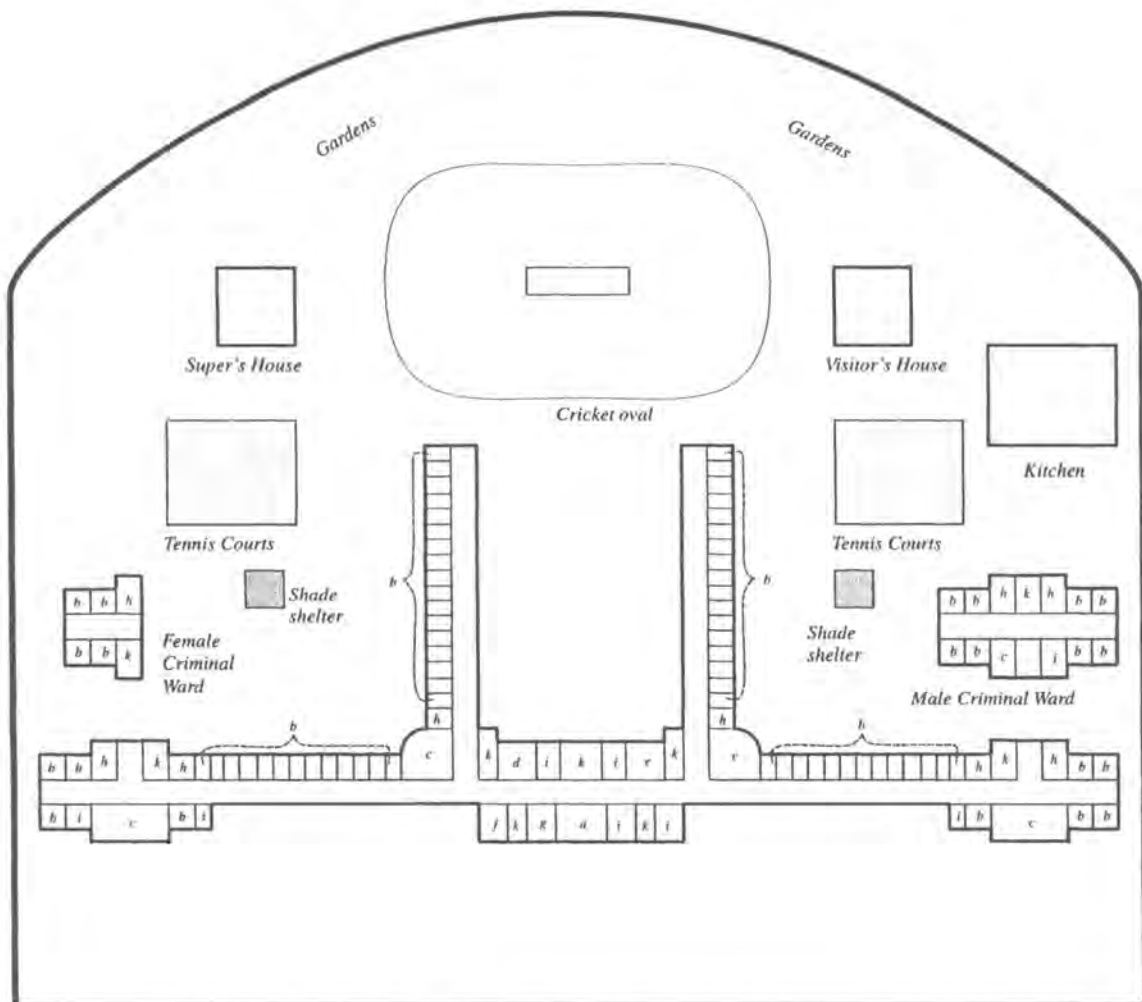 Gardens
Gardens
Super's House
Visitor's House
Cricket oval
Kitchen
Tennis Courts
Tennis Courts
b
b
Shade
shelter
Shade
shelter
b b h
b b k
Female
Criminal
Ward
b b h k h b b
b b c i b b
Male Criminal Ward
h
h
b
b
c
k d i k i r k
b h k h
h k h b b
b i c b i
f k g a i k i
i b c b b